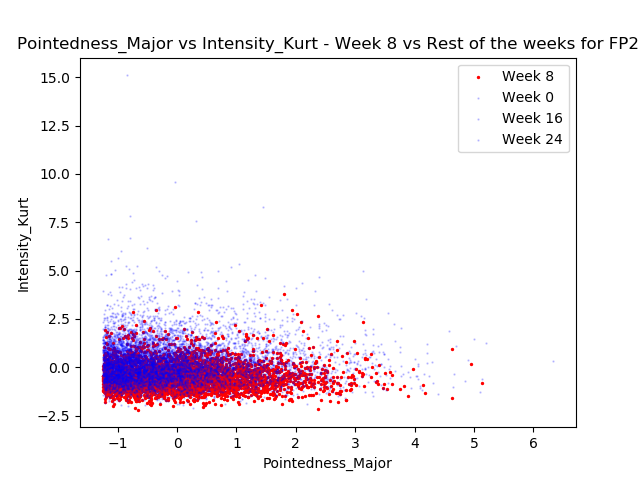 Pointedness_Major vs Intensity_Kurt - Week 8 vs Rest of the weeks for FP2
Week 8
Week 0
Week 16
Week 24
15.0
12.5
10.0
7.5
5.0
2.5
0.0
−2.5
Intensity_Kurt
−1 0 1 2 3 4 5 6
Pointedness_Major